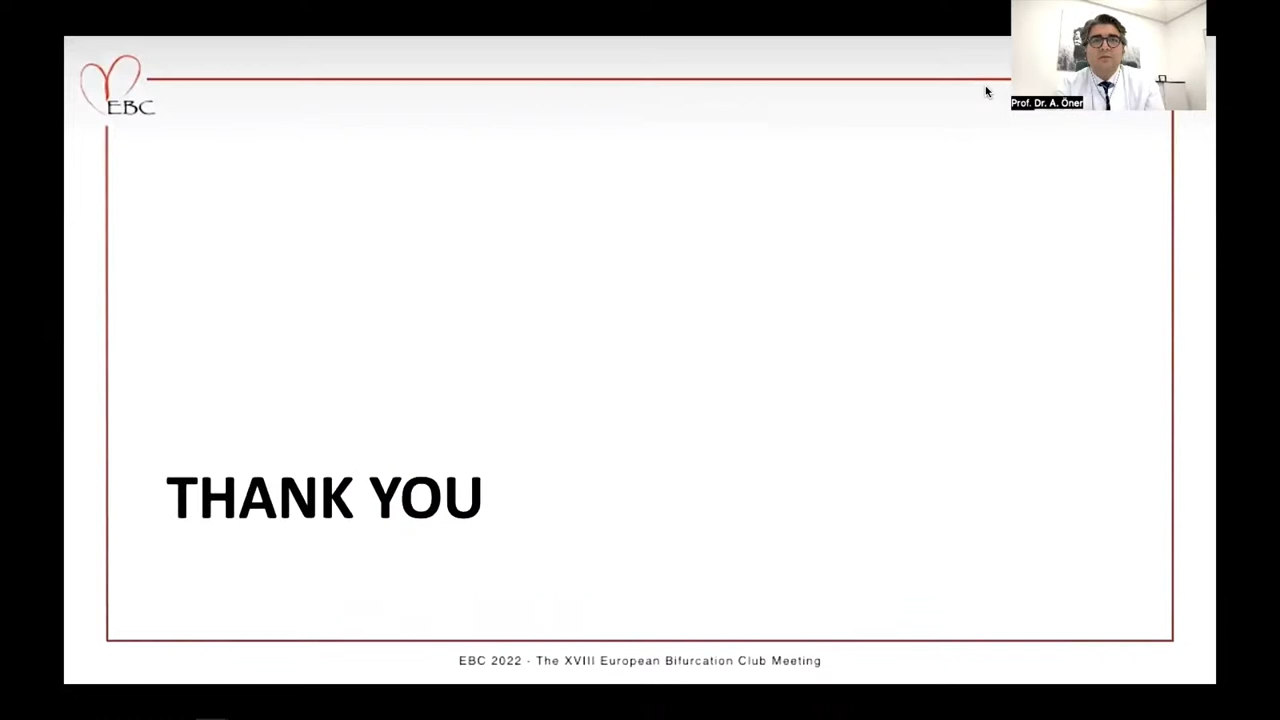 EBC
Prof. Dr. A. Öner
THANK YOU
EBC 2022 - The XVIII European Bifurcation Club Meeting